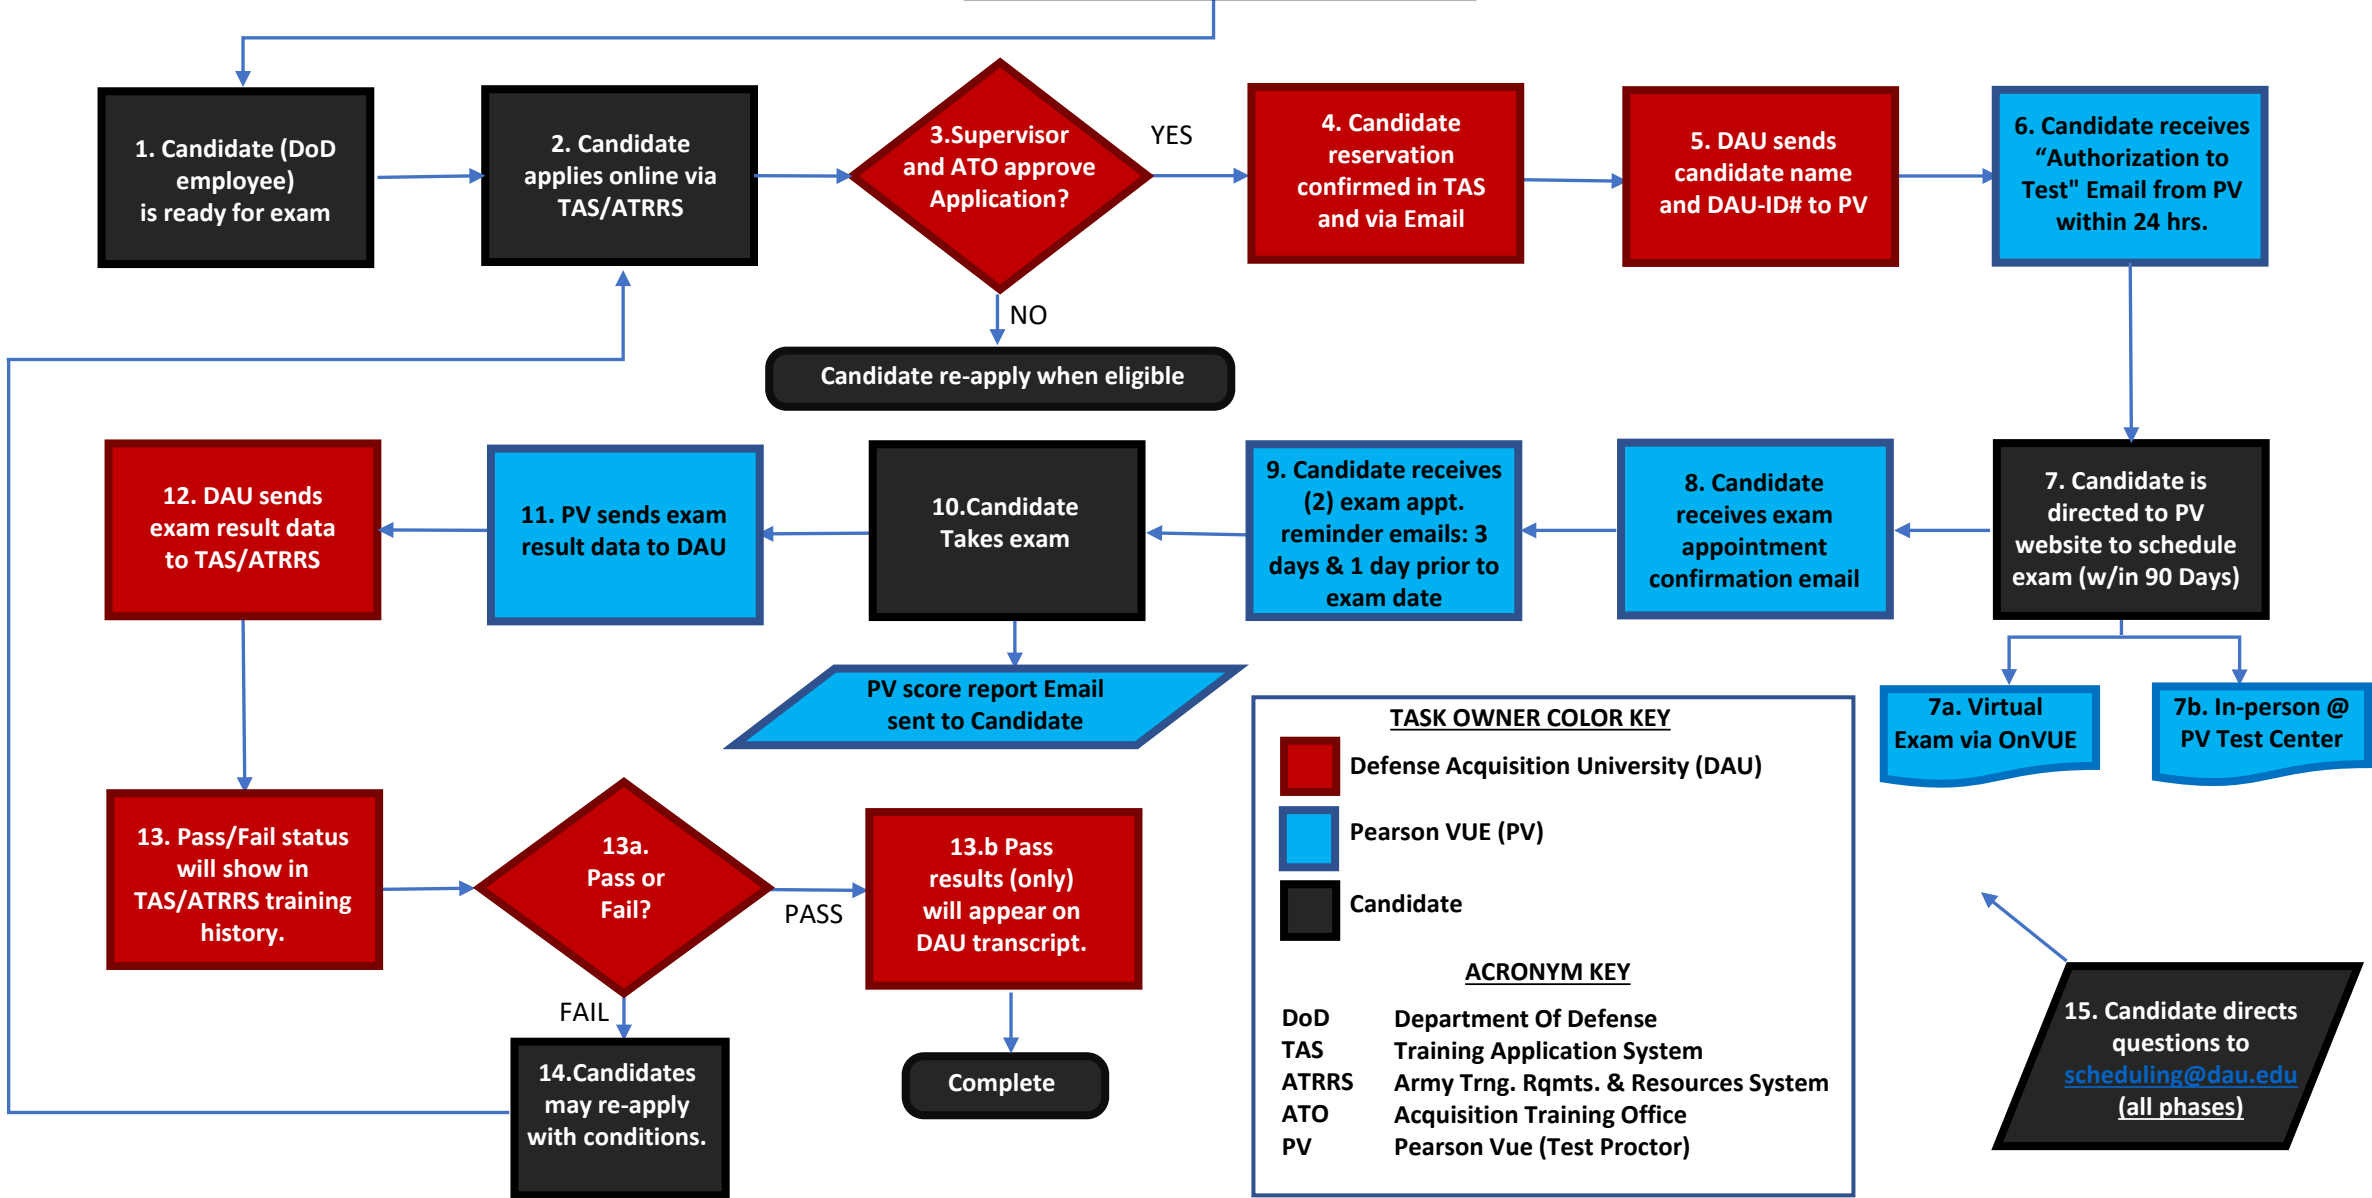 1. Candidate (DoD
employee)
is ready for exam
2. Candidate
applies online via
TAS/ATRRS
3.Supervisor
and ATO approve
Application?
YES
NO
Candidate re-apply when eligible
4. Candidate
reservation
confirmed in TAS
and via Email
5. DAU sends
candidate name
and DAU-ID# to PV
6. Candidate receives
“Authorization to
Test" Email from PV
within 24 hrs.
7. Candidate is
directed to PV
website to schedule
exam (w/in 90 Days)
7a. Virtual
Exam via OnVUE
7b. In-person @
PV Test Center
8. Candidate
receives exam
appointment
confirmation email
9. Candidate receives
(2) exam appt.
reminder emails: 3
days & 1 day prior to
exam date
10.Candidate
Takes exam
PV score report Email
sent to Candidate
11. PV sends exam
result data to DAU
12. DAU sends
exam result data
to TAS/ATRRS
13. Pass/Fail status
will show in
TAS/ATRRS training
history.
13a.
Pass or
Fail?
PASS
FAIL
13.b Pass
results (only)
will appear on
DAU transcript.
Complete
14.Candidates
may re-apply
with conditions.
TASK OWNER COLOR KEY
Defense Acquisition University (DAU)
Pearson VUE (PV)
Candidate
ACRONYM KEY
DoD Department Of Defense
TAS Training Application System
ATRRS Army Trng. Rqmts. & Resources System
ATO Acquisition Training Office
PV Pearson Vue (Test Proctor)
15. Candidate directs
questions to
scheduling@dau.edu
(all phases)